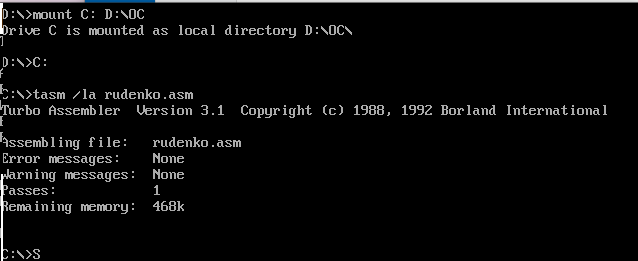 D:\>mount C: D:\OC
Drive C is mounted as local directory D:\OC\
D:\>C:
C:\>tasm /la rudenko.asm
Turbo Assembler  Version 3.1  Copyright (c) 1988, 1992 Borland International
Assembling file:   rudenko.asm
Error messages:    None
Warning messages:  None
Passes:            1
Remaining memory:  468k
C:\>S